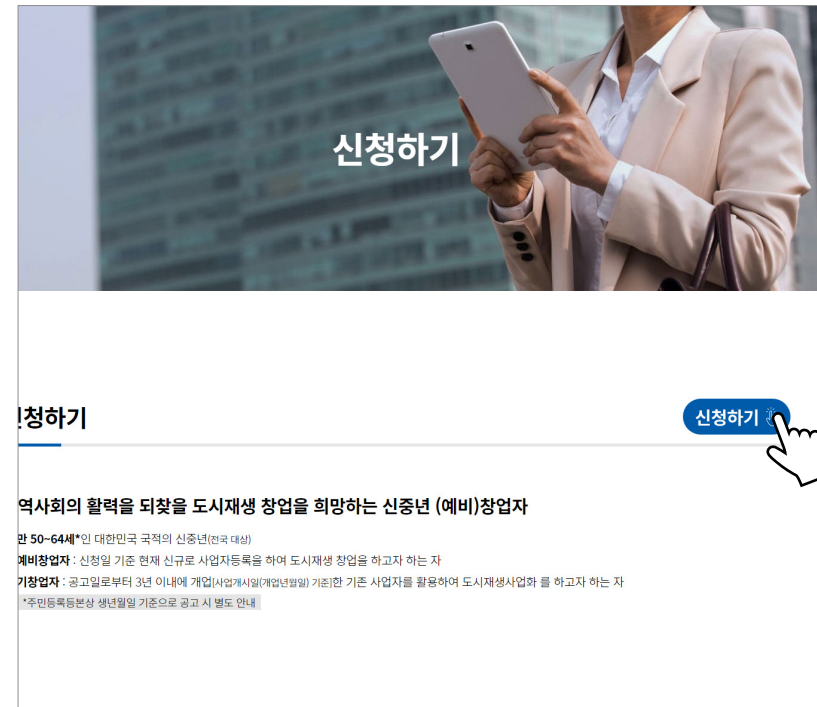 신청하기
신청하기
신청하기
역사회의 활력을 되찾을 도시재생 창업을 희망하는 신중년 (예비)창업자
만 50~64세*인 대한민국 국적의 신중년(전국 대상)
예비창업자 : 신청일 기준 현재 신규로 사업자등록을 하여 도시재생 창업을 하고자 하는 자
기창업자 : 공고일로부터 3년 이내에 개업[사업개시일(개업년월일) 기준]한 기존 사업자를 활용하여 도시재생사업화 를 하고자 하는 자
*주민등록등본상 생년월일 기준으로 공고 시 별도 안내